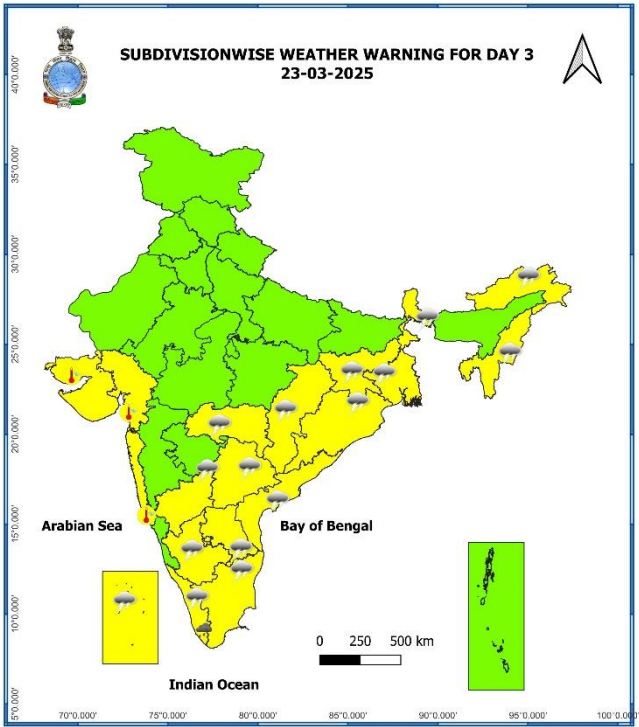 SUBDIVISIONWISE WEATHER WARNING FOR DAY 3
23-03-2025
40°0.000'
35°0.000'
30°0.000'
25°0.000'
20°0.000'
15°0.000'
10°0.000'
5°0.000'
Arabian Sea
Bay of Bengal
0 250 500 km
Indian Ocean
70°0.000' 75°0.000' 80°0.000' 85°0.000' 90°0.000' 95°0.000' 100°0.000'